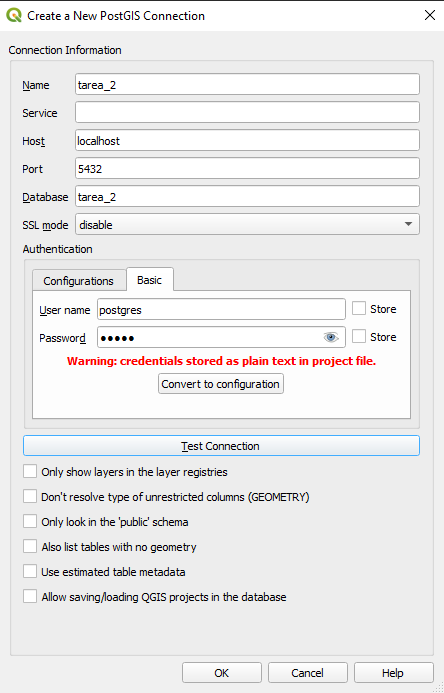 Create a New PostGIS Connection
Connection Information
Name tarea_2
Service
Host localhost
Port 5432
Database tarea_2
SSL mode disable
Authentication
Configurations Basic
User name postgres Store
Password ●●●●● Store
Warning: credentials stored as plain text in project file.
Convert to configuration
Test Connection
Only show layers in the layer registries
Don't resolve type of unrestricted columns (GEOMETRY)
Only look in the 'public' schema
Also list tables with no geometry
Use estimated table metadata
Allow saving/loading QGIS projects in the database
OK Cancel Help